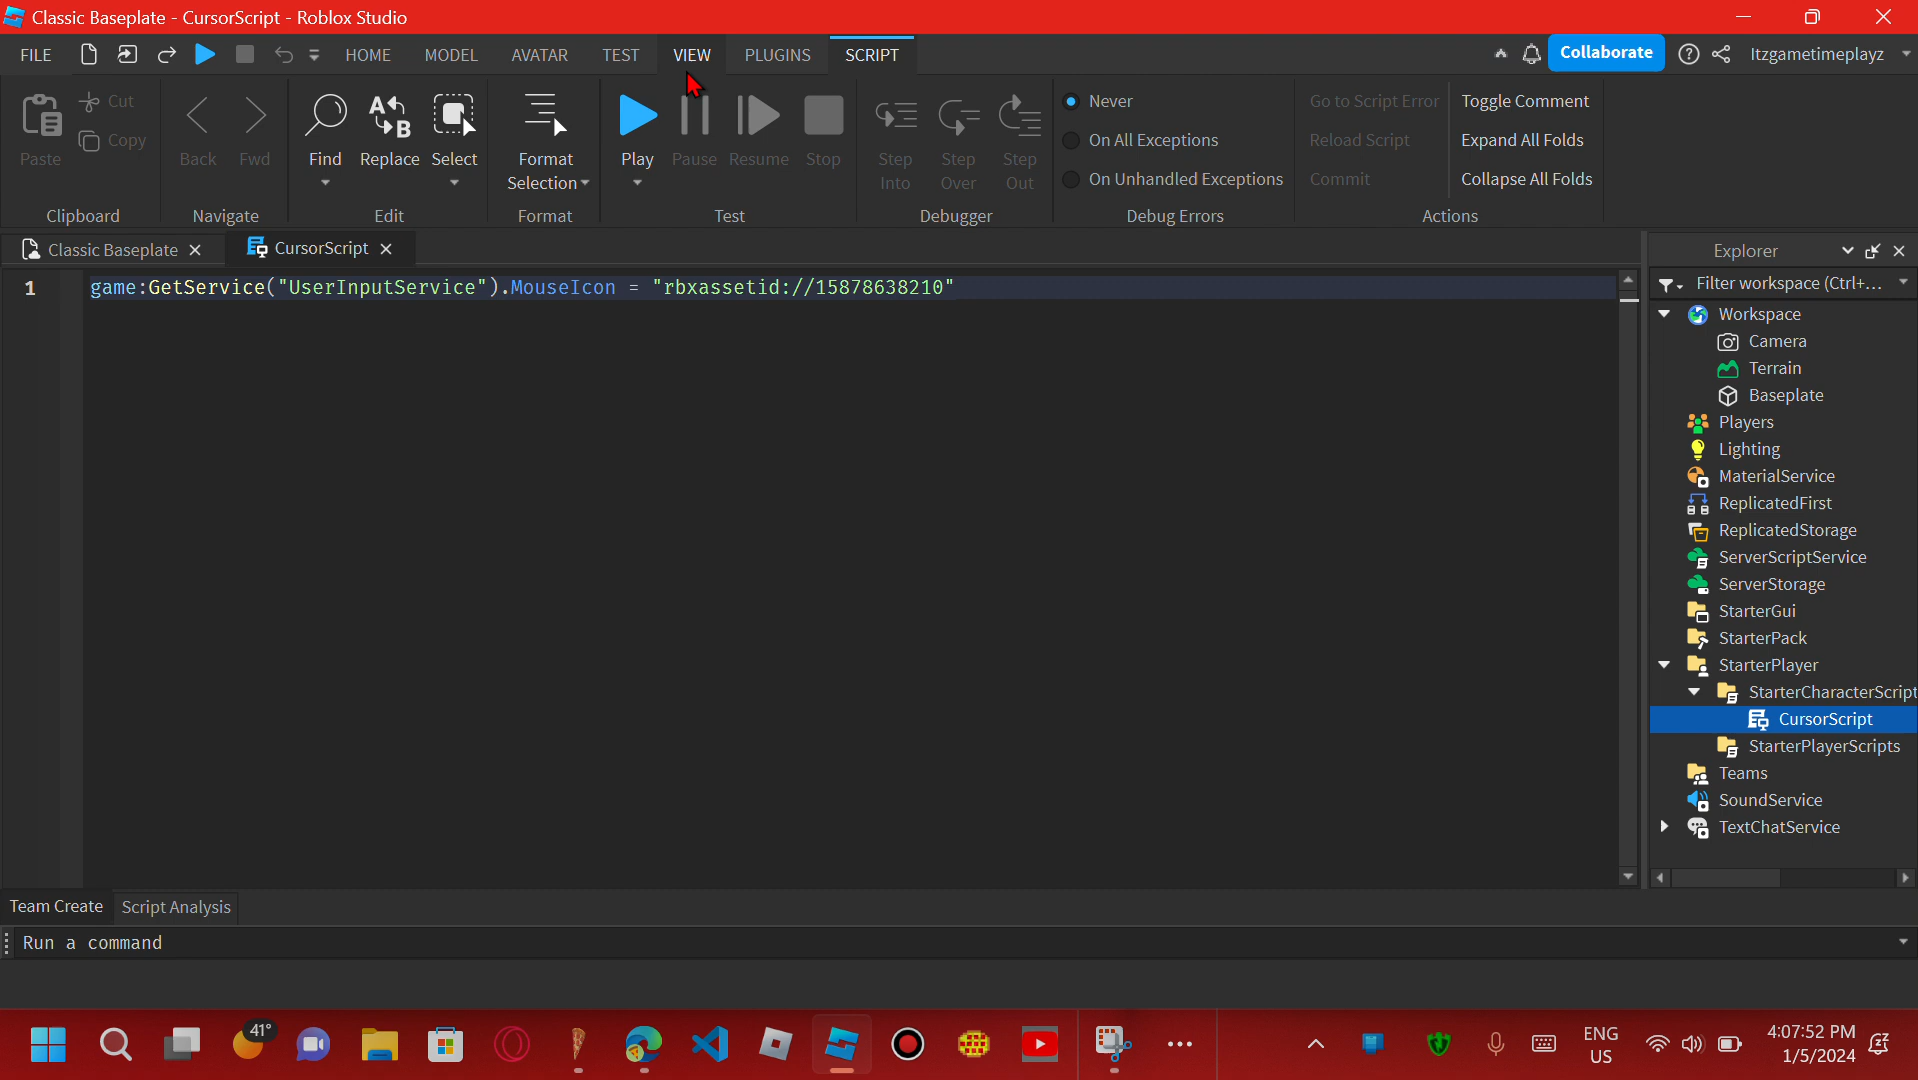 Classic Baseplate - CursorScript - Roblox Studio
FILE HOME MODEL AVATAR TEST VIEW PLUGINS SCRIPT Collaborate Itzgametimeplayz
Paste
Cut
Copy
Clipboard
Back Fwd
Navigate
Find Replace Select
Edit
Format
Selection
Format
Play Pause Resume Stop
Test
Step Into
Step Over
Step Out
Debugger
Never
On All Exceptions
On Unhandled Exceptions
Debug Errors
Go to Script Error
Reload Script
Commit
Toggle Comment
Expand All Folds
Collapse All Folds
Actions
Classic Baseplate
CursorScript
1 game:GetService("UserInputService").MouseIcon = "rbxassetid://15878638210"
Explorer
Filter workspace (Ctrl+...
Workspace
Camera
Terrain
Baseplate
Players
Lighting
MaterialService
ReplicatedFirst
ReplicatedStorage
ServerScriptService
ServerStorage
StarterGui
StarterPack
StarterPlayer
StarterCharacterScript
CursorScript
StarterPlayerScripts
Teams
SoundService
TextChatService
Team Create Script Analysis
Run a command
41°
ENG
US
4:07:52 PM
1/5/2024